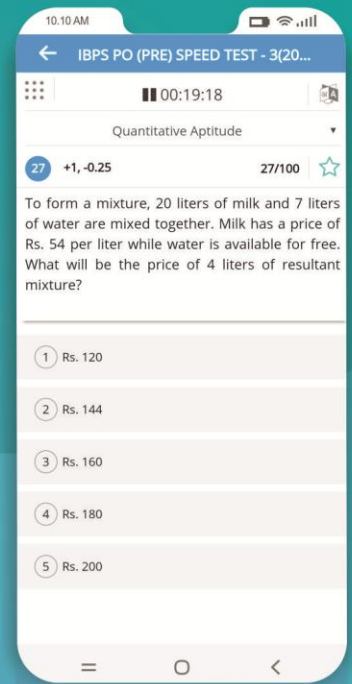 10.10 AM
IBPS PO (PRE) SPEED TEST - 3(20...
00:19:18
Quantitative Aptitude
27 +1, -0.25 27/100
To form a mixture, 20 liters of milk and 7 liters
of water are mixed together. Milk has a price of
Rs. 54 per liter while water is available for free.
What will be the price of 4 liters of resultant
mixture?
1 Rs. 120
2 Rs. 144
3 Rs. 160
4 Rs. 180
5 Rs. 200